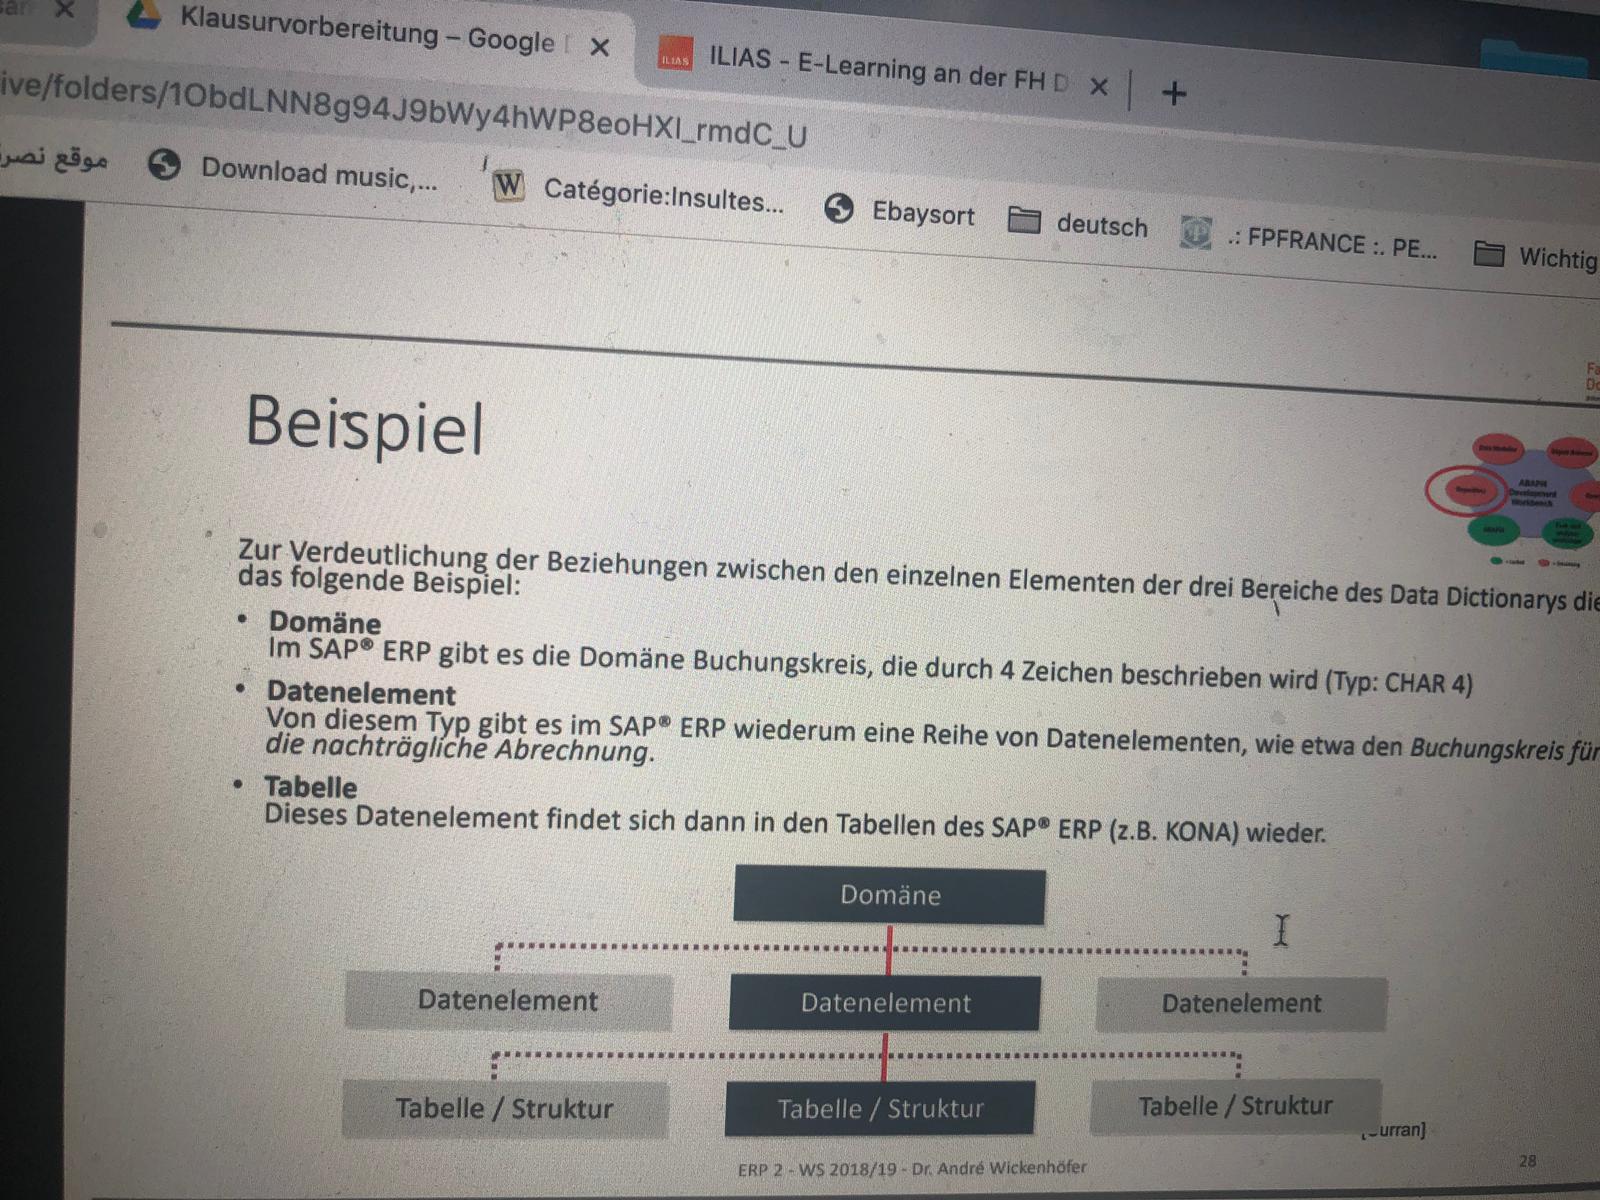 Klausurvorbereitung – Google
ILIAS - E-Learning an der FH D
ILIAS
ive/folders/1ObdLNN8g94J9bWy4hWP8eoHXl_rmdC_U
موقع نصر
Download music,...
W
Catégorie:Insultes...
Ebaysort
deutsch
.: FPFRANCE :. PE...
Wichtig
Beispiel
ABAP®
Development
Workbench
Zur Verdeutlichung der Beziehungen zwischen den einzelnen Elementen der drei Bereiche des Data Dictionarys die
das folgende Beispiel:
• Domäne
Im SAP® ERP gibt es die Domäne Buchungskreis, die durch 4 Zeichen beschrieben wird (Typ: CHAR 4)
• Datenelement
Von diesem Typ gibt es im SAP® ERP wiederum eine Reihe von Datenelementen, wie etwa den Buchungskreis für
die nachträgliche Abrechnung.
• Tabelle
Dieses Datenelement findet sich dann in den Tabellen des SAP® ERP (z.B. KONA) wieder.
Domäne
Datenelement
Datenelement
Datenelement
Tabelle / Struktur
Tabelle / Struktur
Tabelle / Struktur
urran]
ERP 2 - WS 2018/19 - Dr. André Wickenhöfer
28